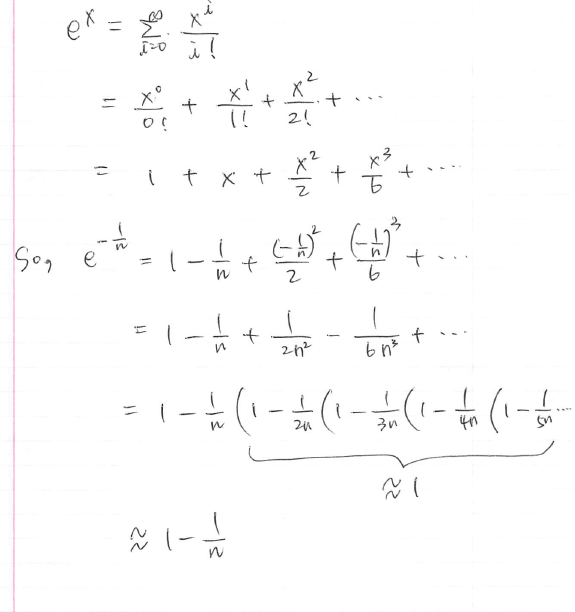 e^x = Σ_{i=0}^{∞} x^i / i!
= x^0/0! + x^1/1! + x^2/2! + ...
= 1 + x + x^2/2 + x^3/6 + ....
So, e^{-1/n} = 1 - 1/n + (-1/n)^2/2 + (-1/n)^3/6 + ...
= 1 - 1/n + 1/2n^2 - 1/6n^3 + ...
= 1 - 1/n (1 - 1/2n (1 - 1/3n (1 - 1/4n (1 - 1/5n ...
≈ 1
≈ 1 - 1/n